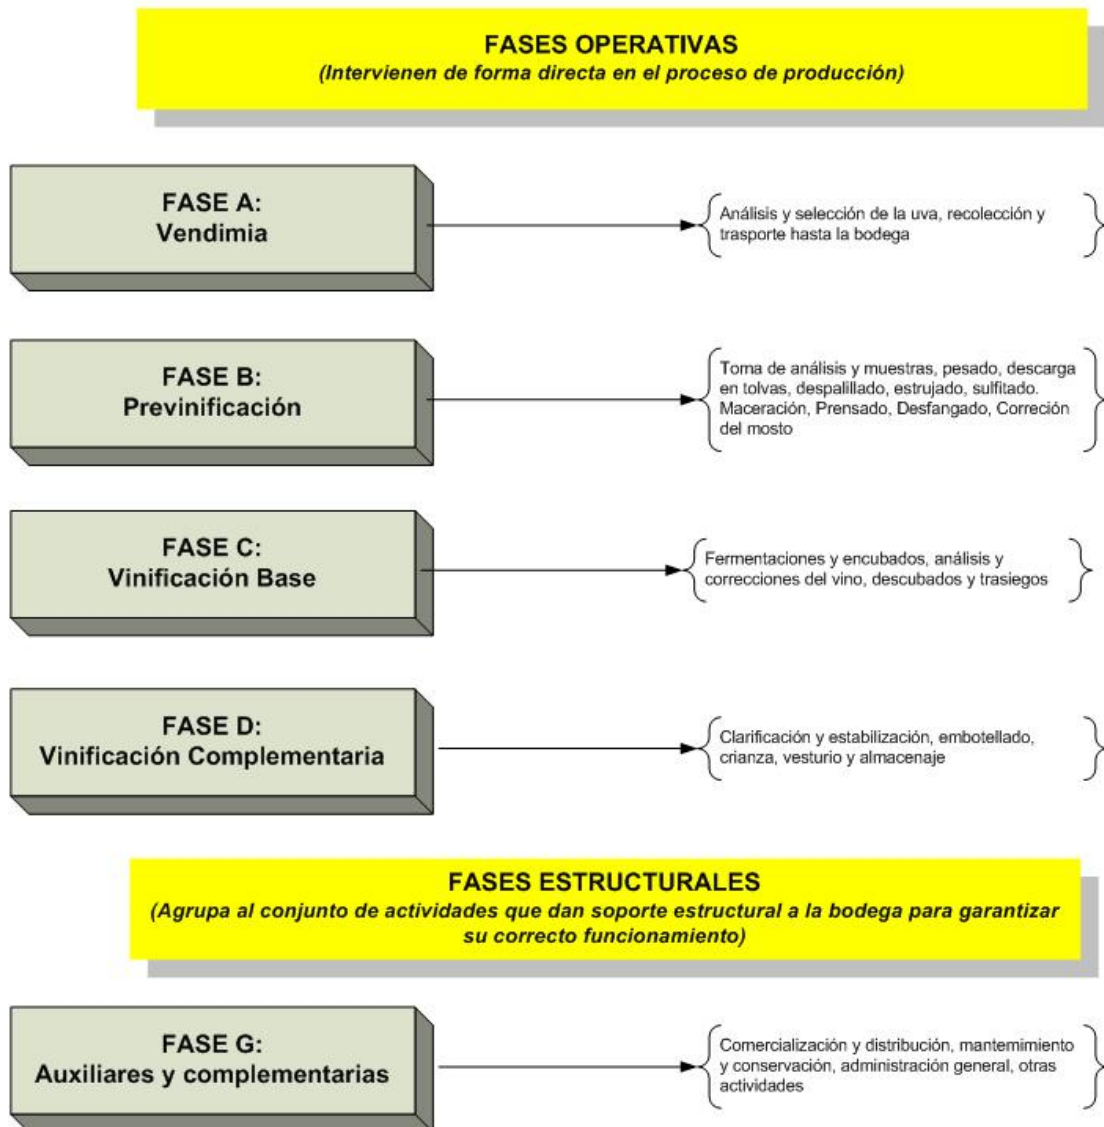 FASES OPERATIVAS
(Intervienen de forma directa en el proceso de producción)
FASE A:
Vendimia
Análisis y selección de la uva, recolección y
trasporte hasta la bodega
FASE B:
Previnificación
Toma de análisis y muestras, pesado, descarga
en tolvas, despalillado, estrujado, sulfitado.
Maceración, Prensado, Desfangado, Correción
del mosto
FASE C:
Vinificación Base
Fermentaciones y encubados, análisis y
correcciones del vino, descubados y trasiegos
FASE D:
Vinificación Complementaria
Clarificación y estabilización, embotellado,
crianza, vesturio y almacenaje
FASES ESTRUCTURALES
(Agrupa al conjunto de actividades que dan soporte estructural a la bodega para garantizar
su correcto funcionamiento)
FASE G:
Auxiliares y complementarias
Comercialización y distribución, mantemimiento
y conservación, administración general, otras
actividades